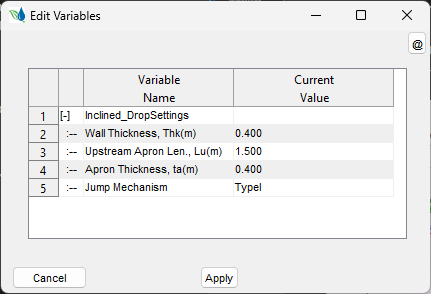 Edit Variables
@
Variable Name Current Value
1 [-] Inclined_DropSettings
2 :-- Wall Thickness, Thk(m) 0.400
3 :-- Upstream Apron Len., Lu(m) 1.500
4 :-- Apron Thickness, ta(m) 0.400
5 :-- Jump Mechanism TypeI
Cancel Apply